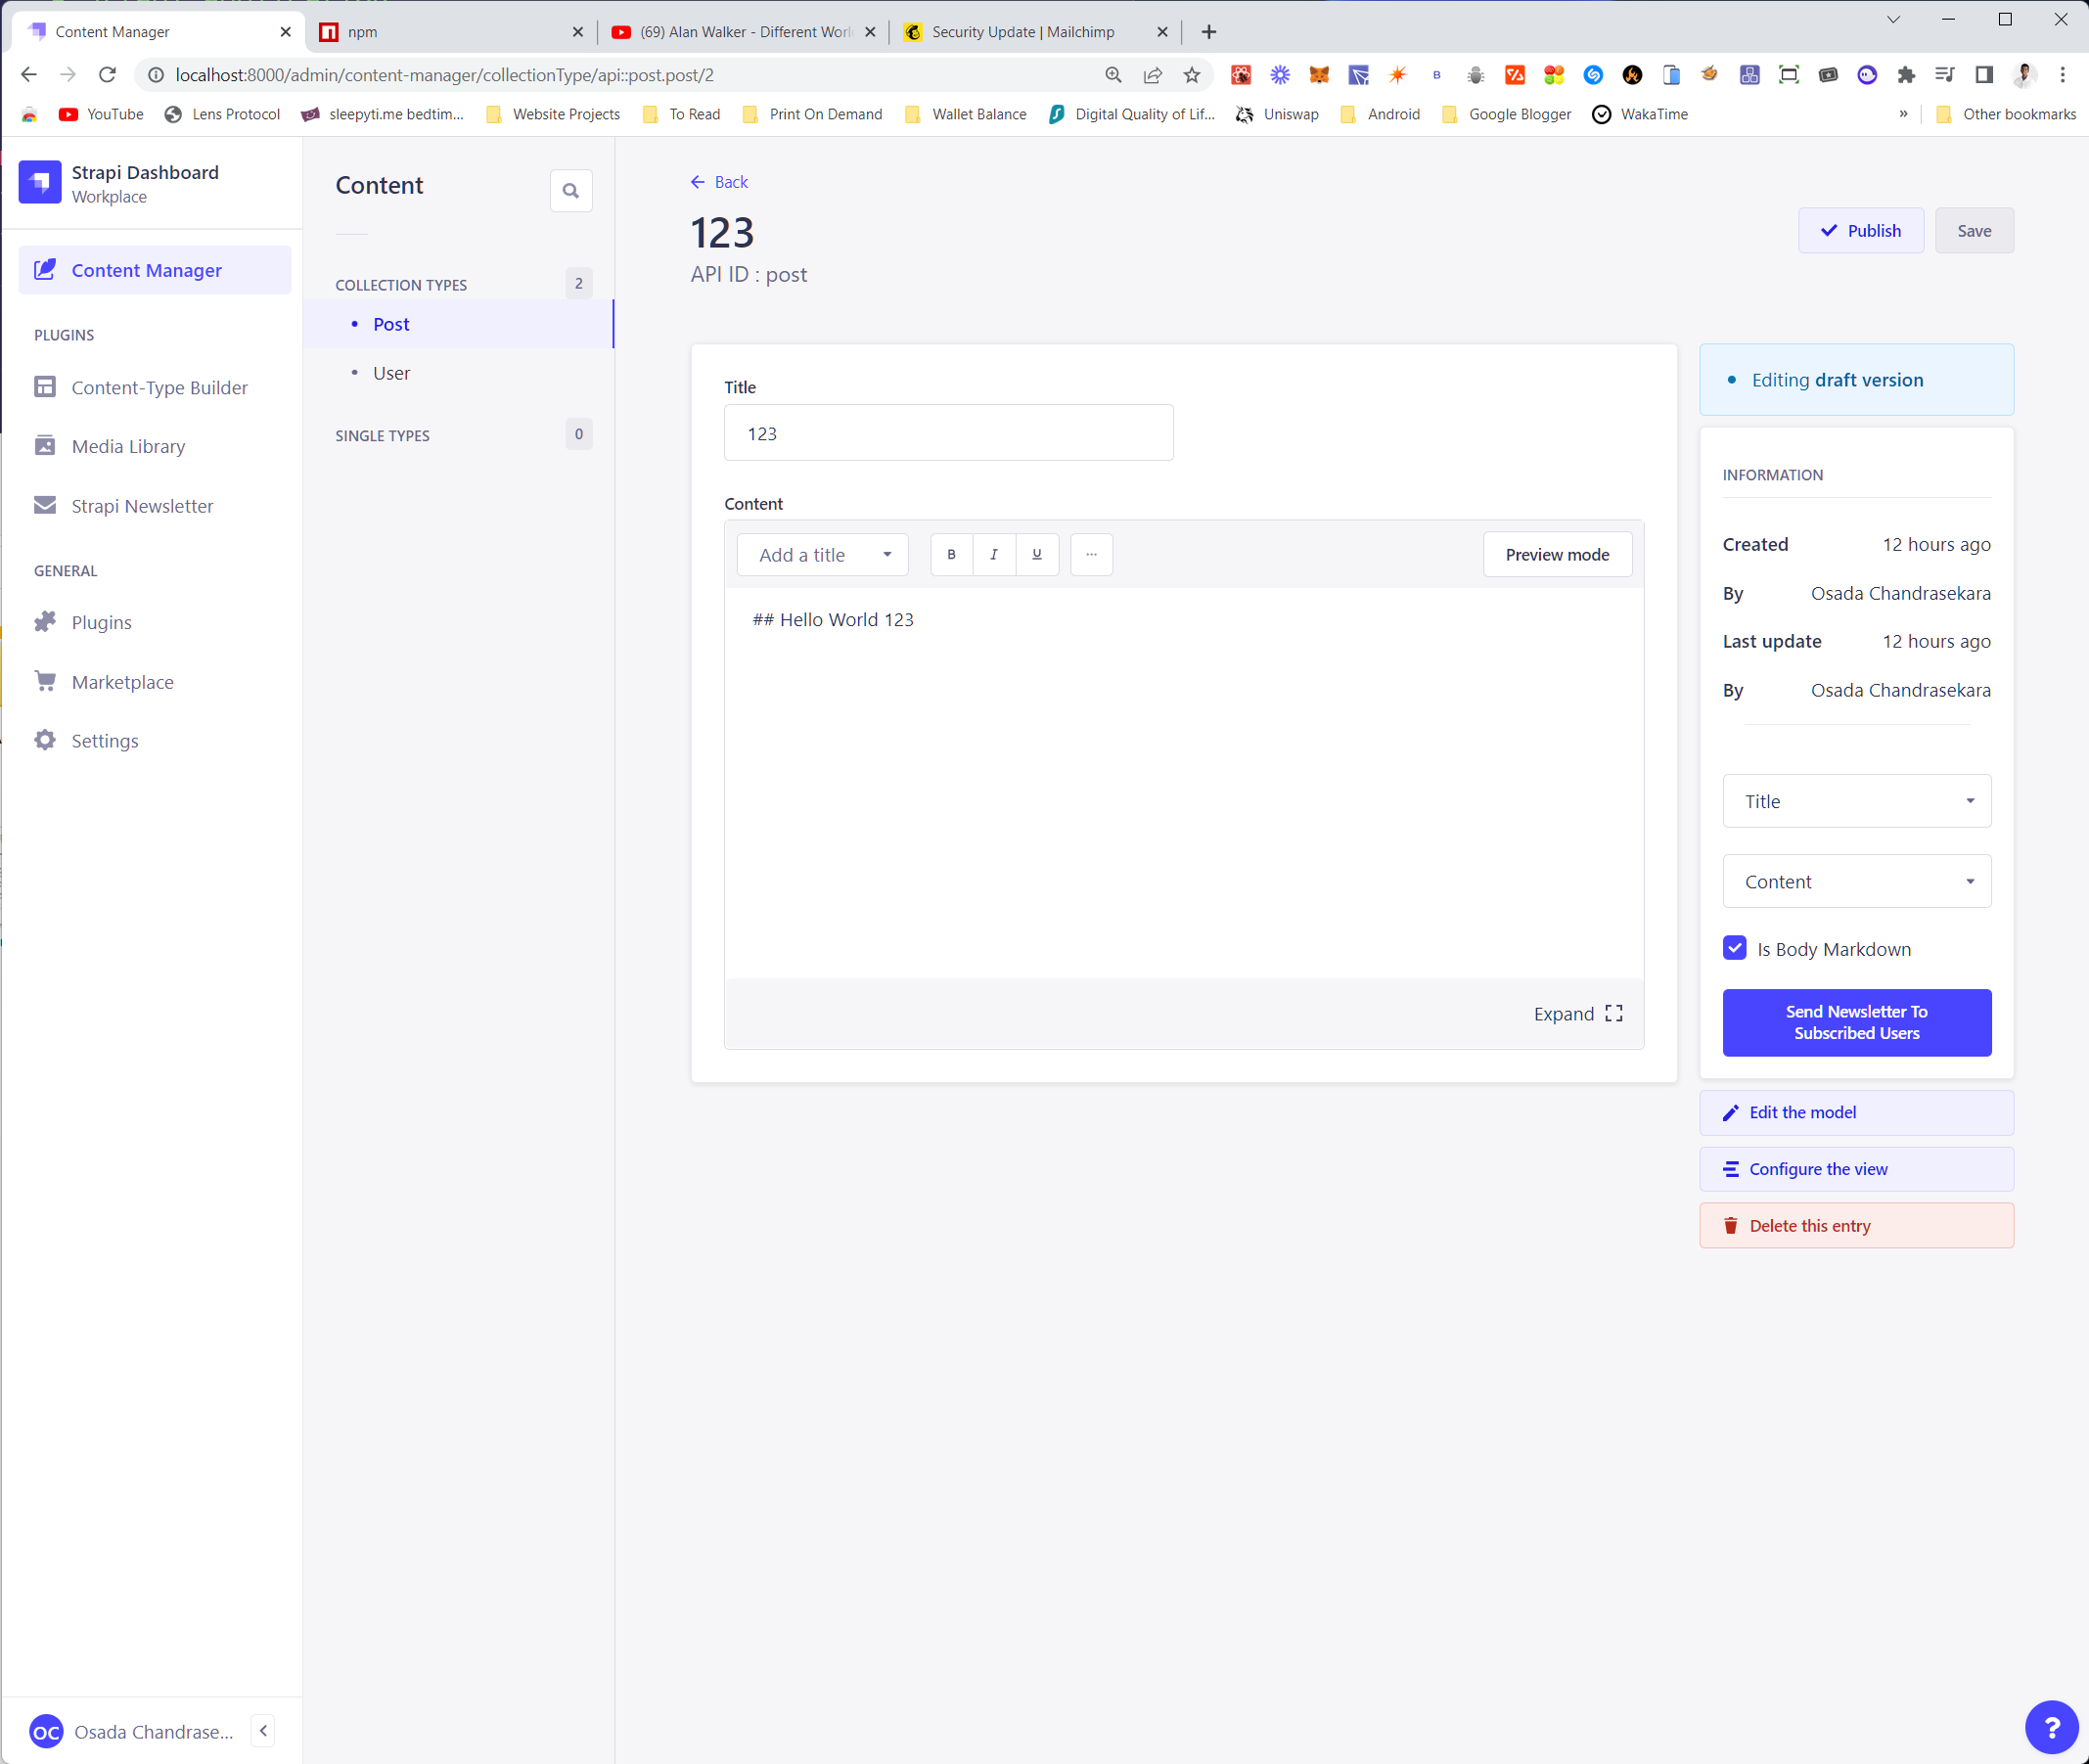 Content Manager
npm
(69) Alan Walker - Different Worl
Security Update | Mailchimp
localhost:8000/admin/content-manager/collectionType/api::post.post/2
YouTube
Lens Protocol
sleepyti.me bedtim...
Website Projects
To Read
Print On Demand
Wallet Balance
Digital Quality of Lif...
Uniswap
Android
Google Blogger
WakaTime
»
Other bookmarks
Strapi Dashboard
Workplace
Content Manager
PLUGINS
Content-Type Builder
Media Library
Strapi Newsletter
GENERAL
Plugins
Marketplace
Settings
OC
Osada Chandrase...
Content
COLLECTION TYPES
2
Post
User
SINGLE TYPES
0
Back
123
API ID : post
Publish
Save
Title
123
Content
Add a title
B
I
U
...
Preview mode
## Hello World 123
Expand
Editing draft version
INFORMATION
Created 12 hours ago
By Osada Chandrasekara
Last update 12 hours ago
By Osada Chandrasekara
Title
Content
Is Body Markdown
Send Newsletter To
Subscribed Users
Edit the model
Configure the view
Delete this entry
?